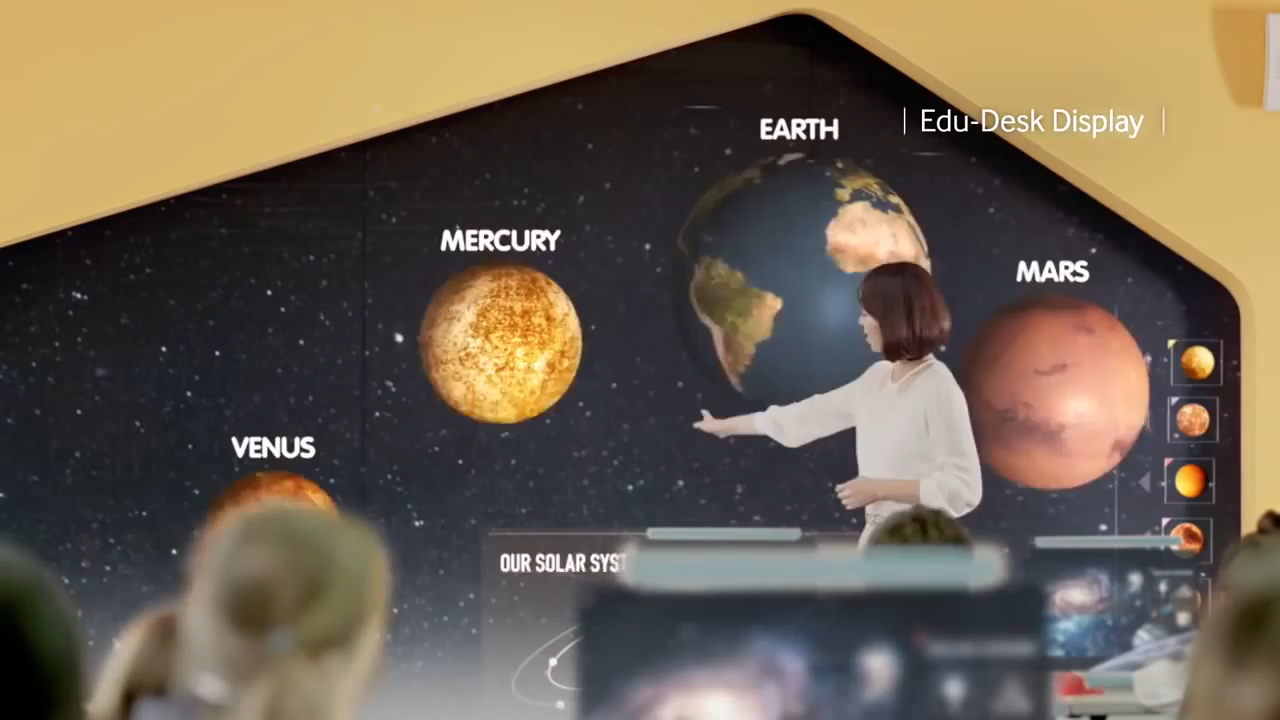 EARTH
| Edu-Desk Display |
MERCURY
MARS
VENUS
OUR SOLAR SYST